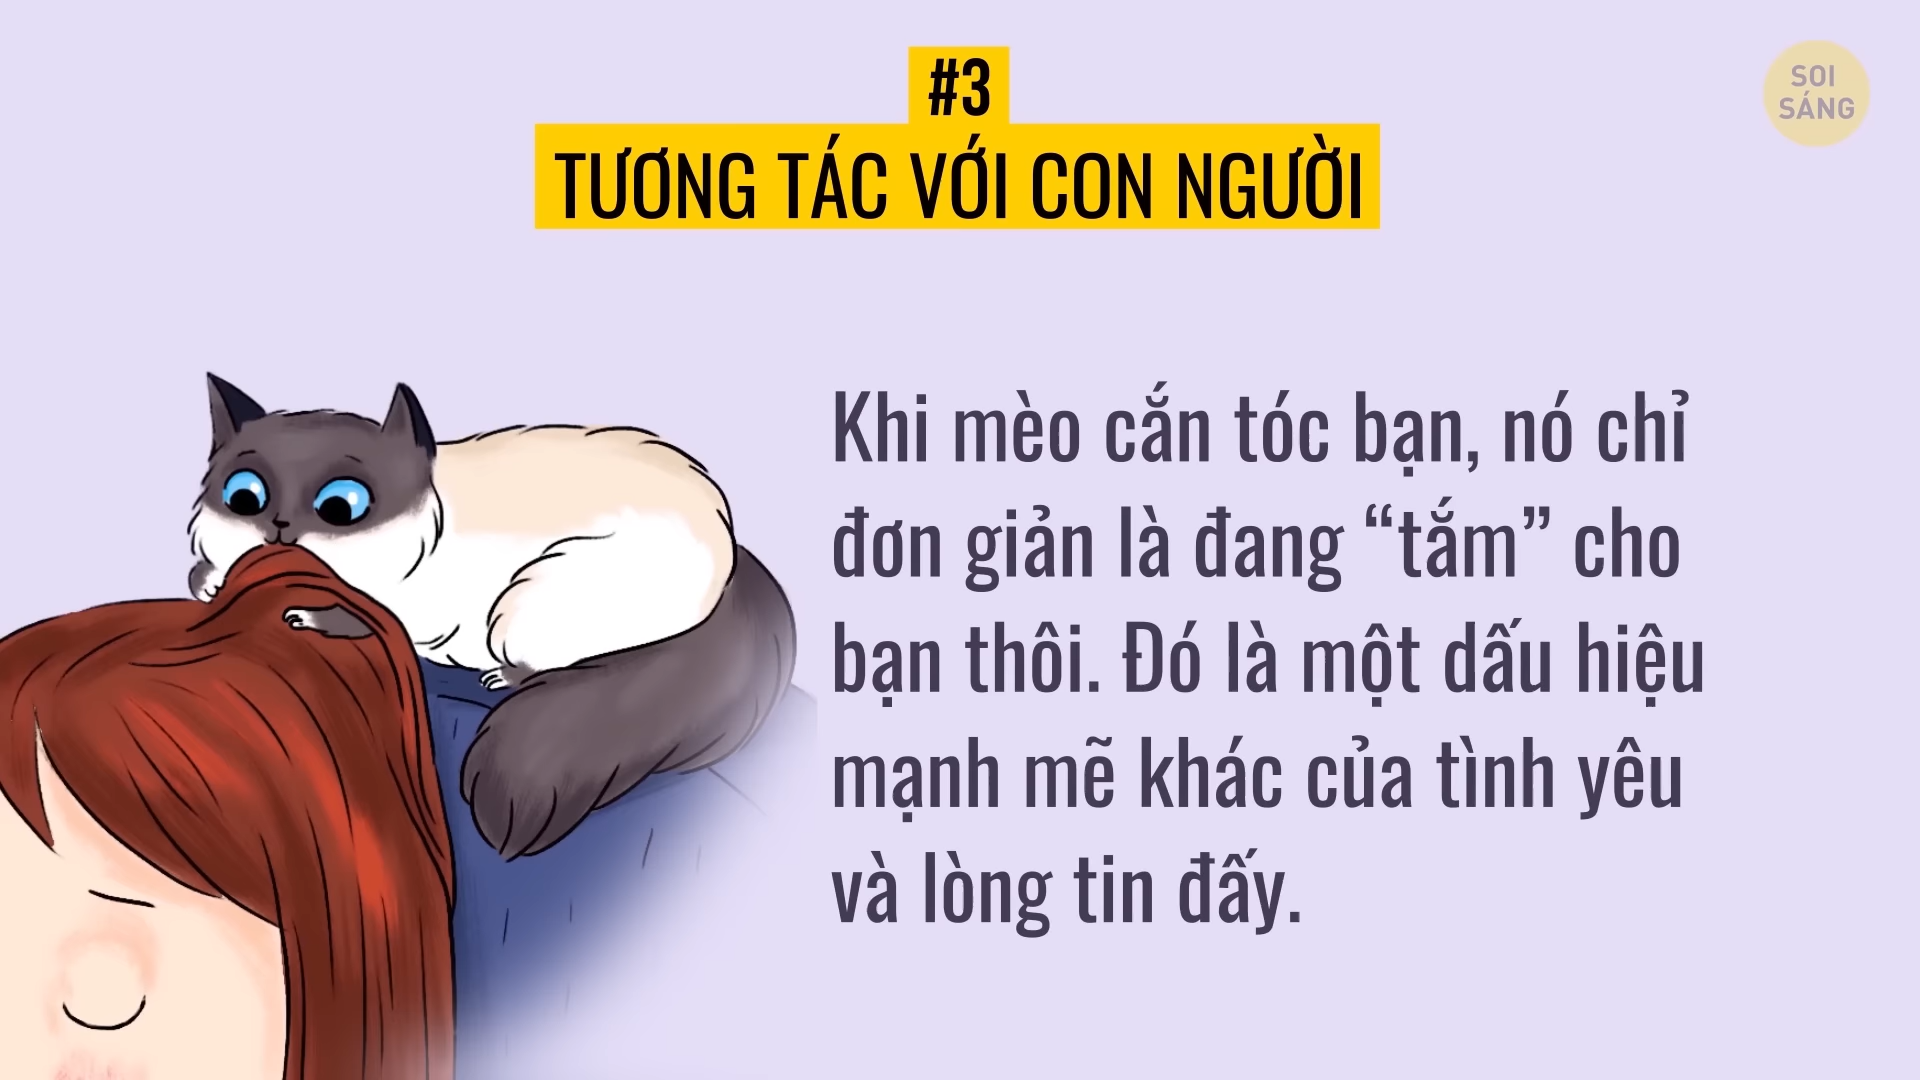 #3
TƯƠNG TÁC VỚI CON NGƯỜI
SOI
SÁNG
Khi mèo cắn tóc bạn, nó chỉ
đơn giản là đang “tắm” cho
bạn thôi. Đó là một dấu hiệu
mạnh mẽ khác của tình yêu
và lòng tin đấy.